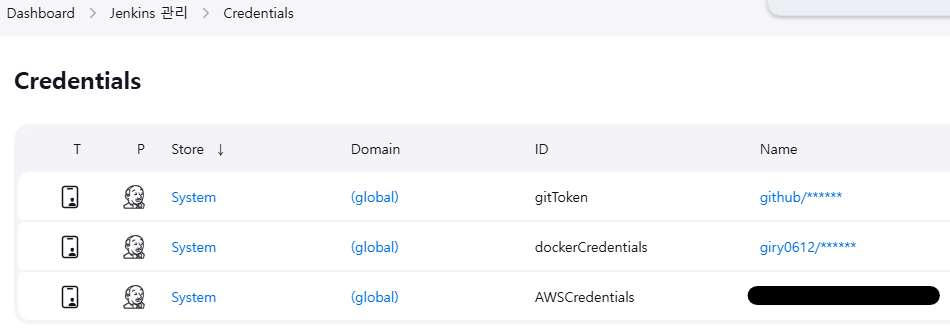 Dashboard > Jenkins 관리 > Credentials
Credentials
T P Store ↓ Domain ID Name
System (global) gitToken github/******
System (global) dockerCredentials giry0612/******
System (global) AWSCredentials